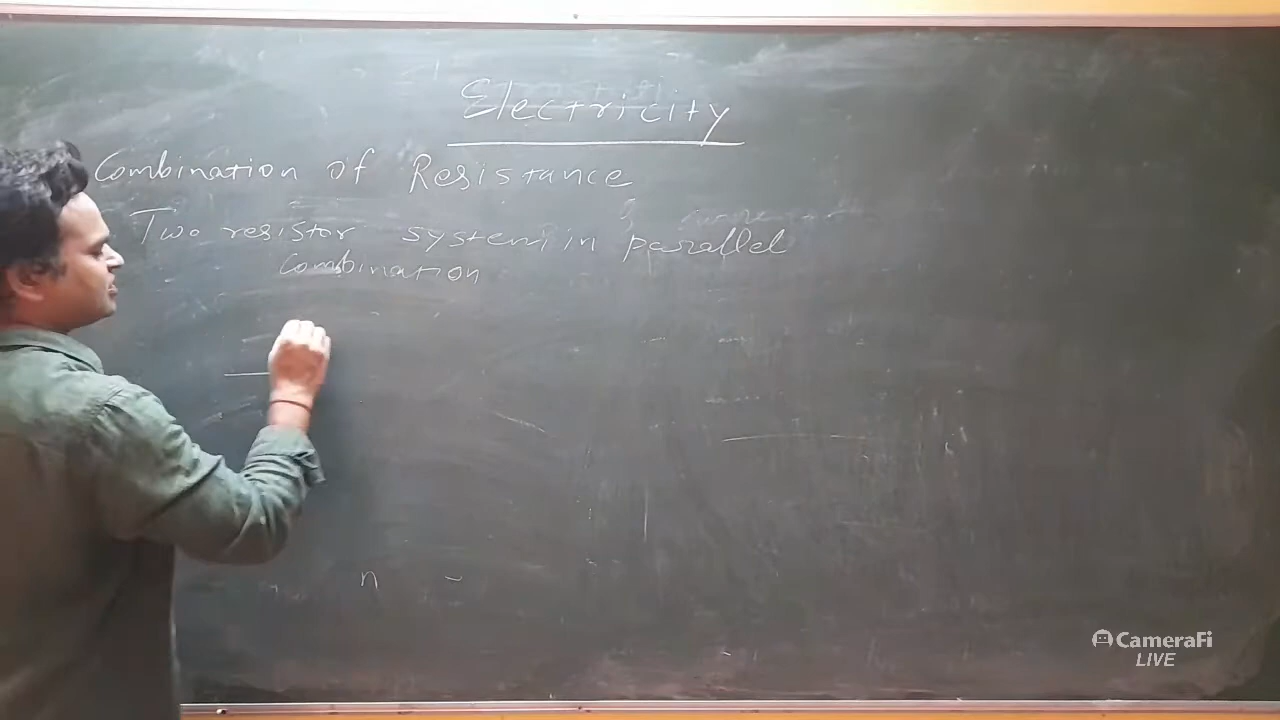 Electricity
Combination of Resistance
Two resistor system in parallel
combination
n
CameraFi
LIVE